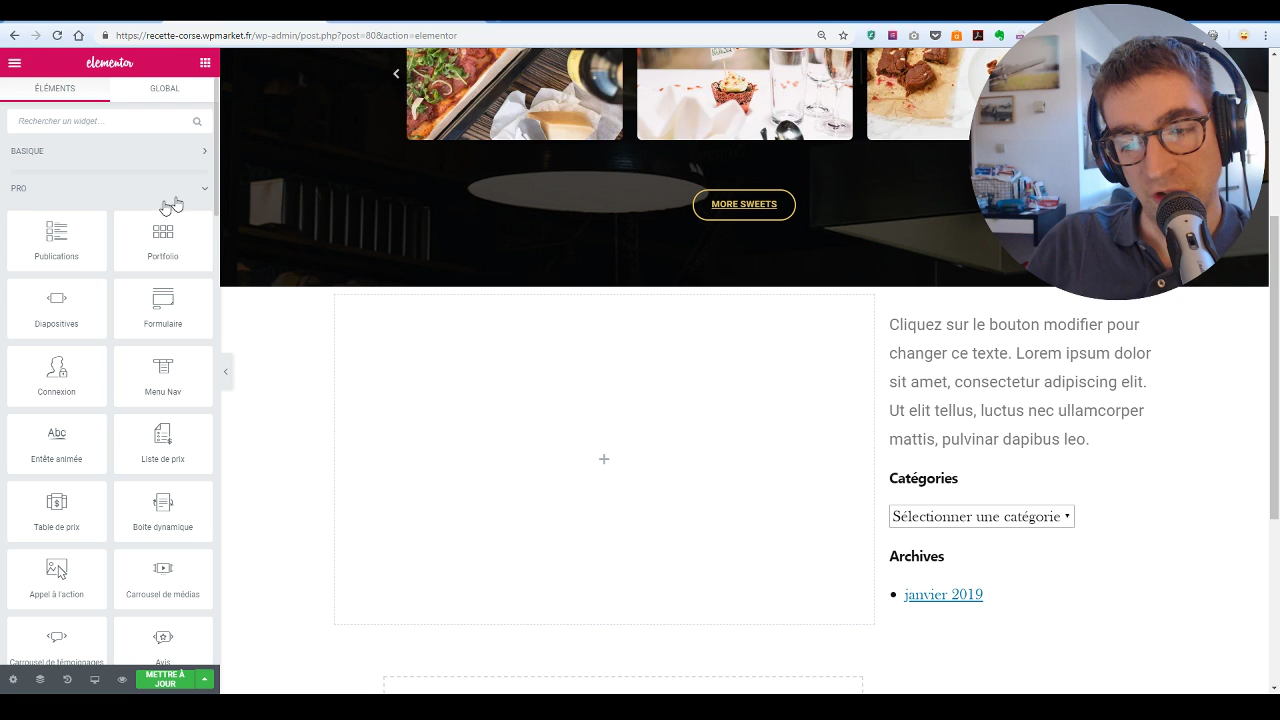 https://recette-corse.wpmarket.fr/wp-admin/post.php?post=80&action=elementor
elementor
ÉLÉMENTS
GLOBAL
Rechercher un widget...
BASIQUE
PRO
Publications
Portfolio
Diapositives
Formulaire
Connexion
Menu Nav
Abc
Entête animée
Liste de prix
Table de prix
Boite dynamique
Appel à l'action
Carrousel de médias
Carrousel de témoignages
Avis
METTRE À
JOUR
MORE SWEETS
Cliquez sur le bouton modifier pour
changer ce texte. Lorem ipsum dolor
sit amet, consectetur adipiscing elit.
Ut elit tellus, luctus nec ullamcorper
mattis, pulvinar dapibus leo.
Catégories
Sélectionner une catégorie
Archives
janvier 2019